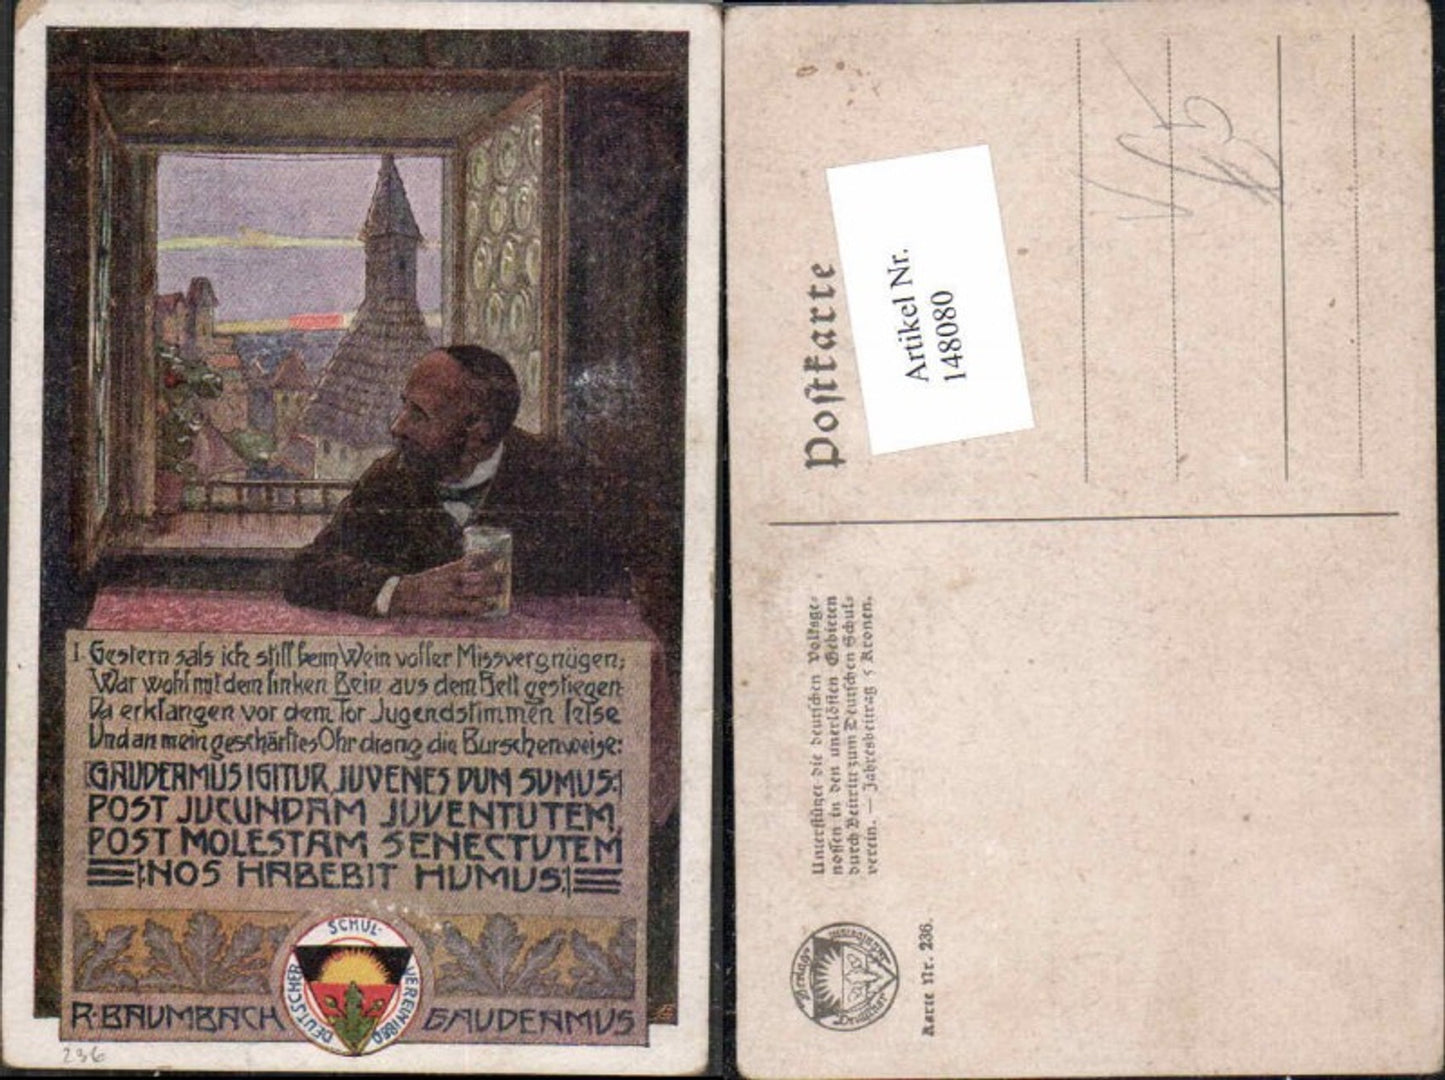 I. Gestern sals ich still beim Wein voller Missvergnügen;
War wohl mit dem linken Bein aus dem Bett gestiegen.
Da erklangen vor dem Tor Jugendstimmen leise
Und an mein geschärftes Ohr drang die Burschenweise:
GAUDEAMUS IGITUR, JUVENES DUM SUMUS:|
POST JUCUNDAM JUVENTUTEM,
POST MOLESTAM SENECTUTEM
|:NOS HABEBIT HUMUS:|
R. BAUMBACH GAUDEAMUS
DEUTSCHER SCHUL-VEREIN 1880
236
Postkarte
Artikel Nr.
148080
Unterstützet die deutschen Volksge-
nossen in den unerlösten Gebieten
durch Beitritt zum Deutschen Schul-
verein. — Jahresbeitrag 5 Kronen.
Karte Nr. 236.